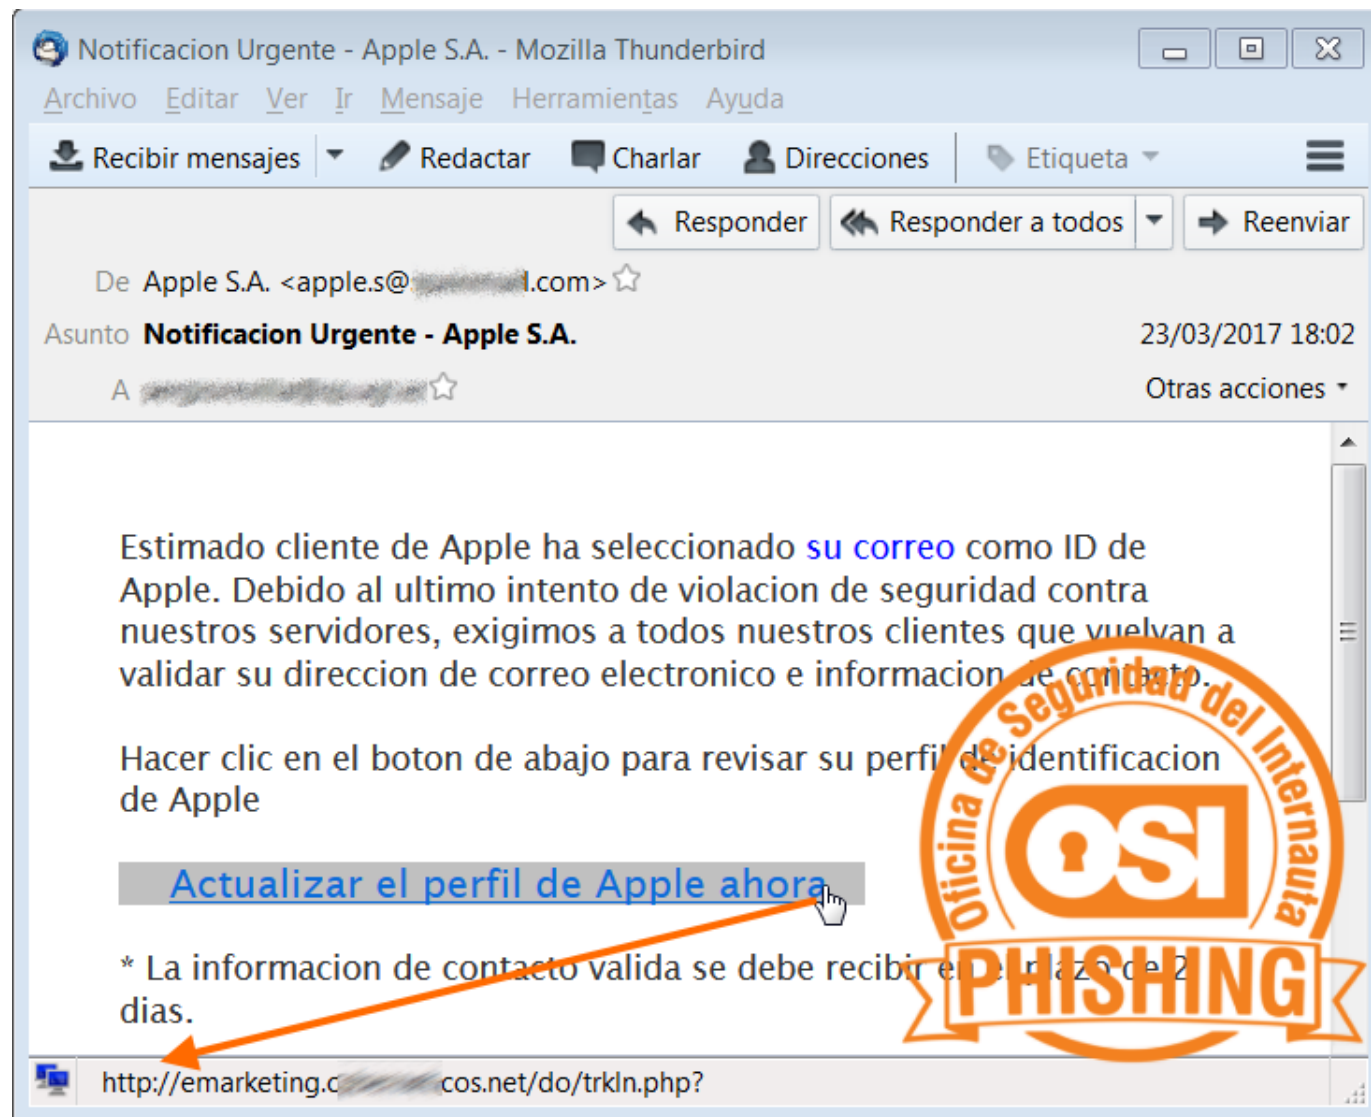 Notificacion Urgente - Apple S.A. - Mozilla Thunderbird
Archivo Editar Ver Ir Mensaje Herramientas Ayuda
Recibir mensajes Redactar Charlar Direcciones Etiqueta
Responder Responder a todos Reenviar
De Apple S.A. <apple.s@ .com>
Asunto Notificacion Urgente - Apple S.A. 23/03/2017 18:02
A Otras acciones
Estimado cliente de Apple ha seleccionado su correo como ID de
Apple. Debido al ultimo intento de violacion de seguridad contra
nuestros servidores, exigimos a todos nuestros clientes que vuelvan a
validar su direccion de correo electronico e informacion de contacto.
Hacer clic en el boton de abajo para revisar su perfil de identificacion
de Apple
Actualizar el perfil de Apple ahora
* La informacion de contacto valida se debe recibir en el plazo de 2
dias.
Oficina de Seguridad del Internauta
OSI
PHISHING
http://emarketing. cos.net/do/trkln.php?